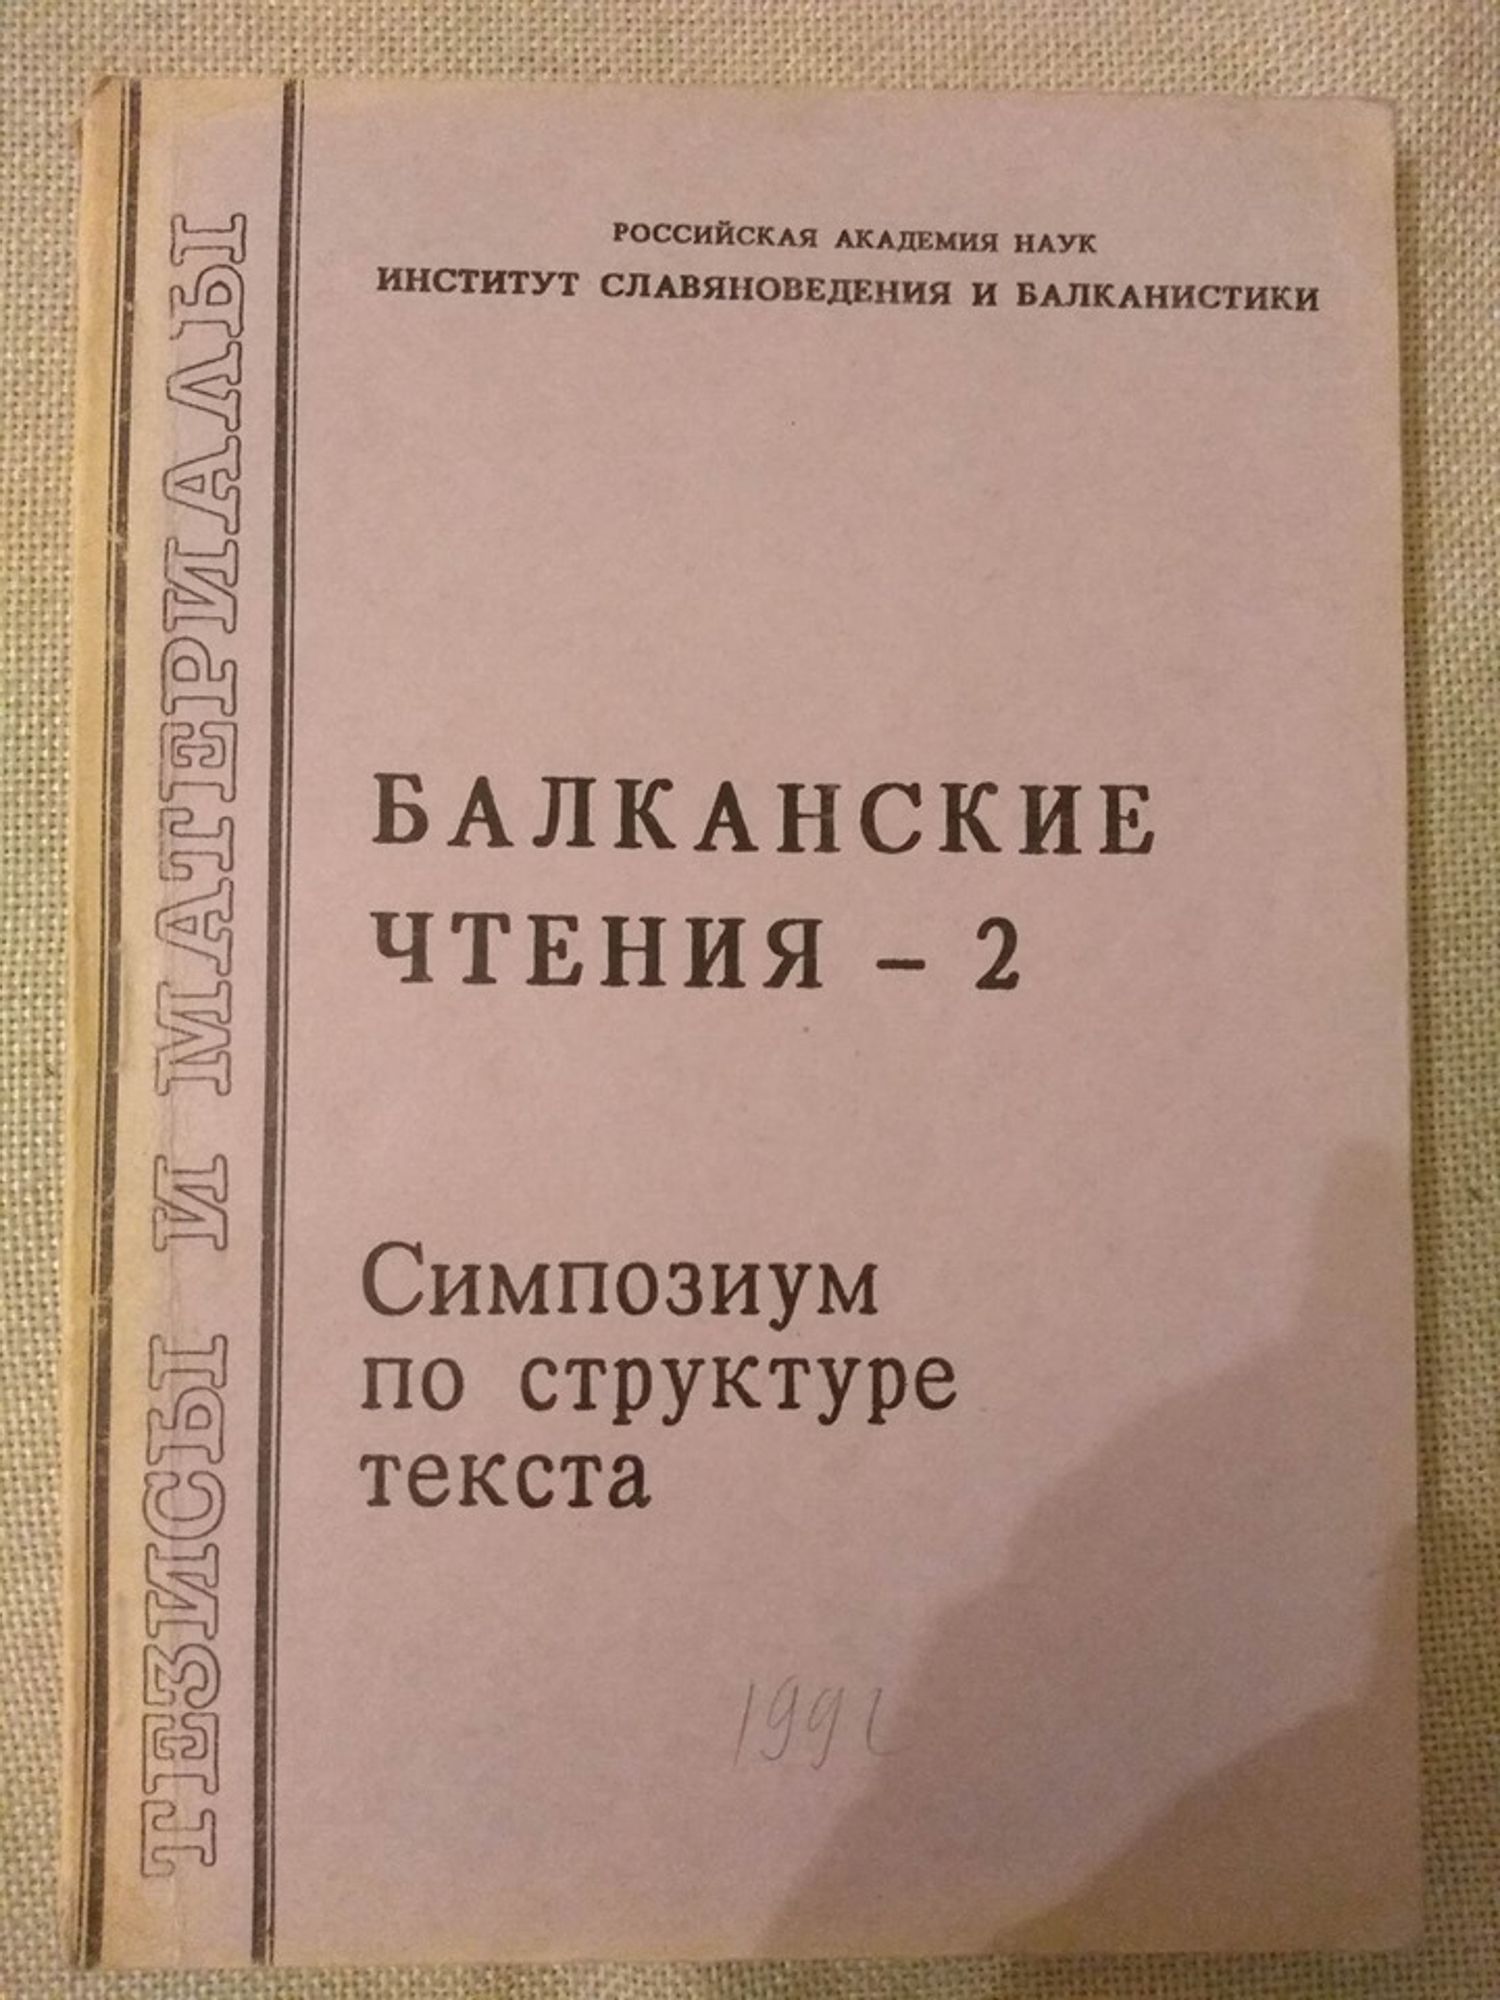 РОССИЙСКАЯ АКАДЕМИЯ НАУК
ИНСТИТУТ СЛАВЯНОВЕДЕНИЯ И БАЛКАНИСТИКИ
ТЕЗИСЫ И МАТЕРИАЛЫ
БАЛКАНСКИЕ
ЧТЕНИЯ – 2
Симпозиум
по структуре
текста